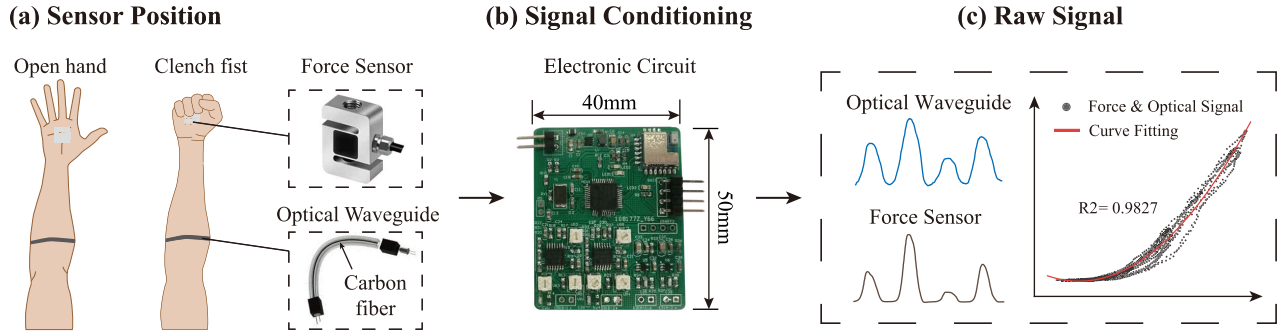 (a) Sensor Position
Open hand
Clench fist
Force Sensor
Optical Waveguide
Carbon
fiber
(b) Signal Conditioning
Electronic Circuit
40mm
50mm
(c) Raw Signal
Optical Waveguide
Force Sensor
Force & Optical Signal
Curve Fitting
R2= 0.9827